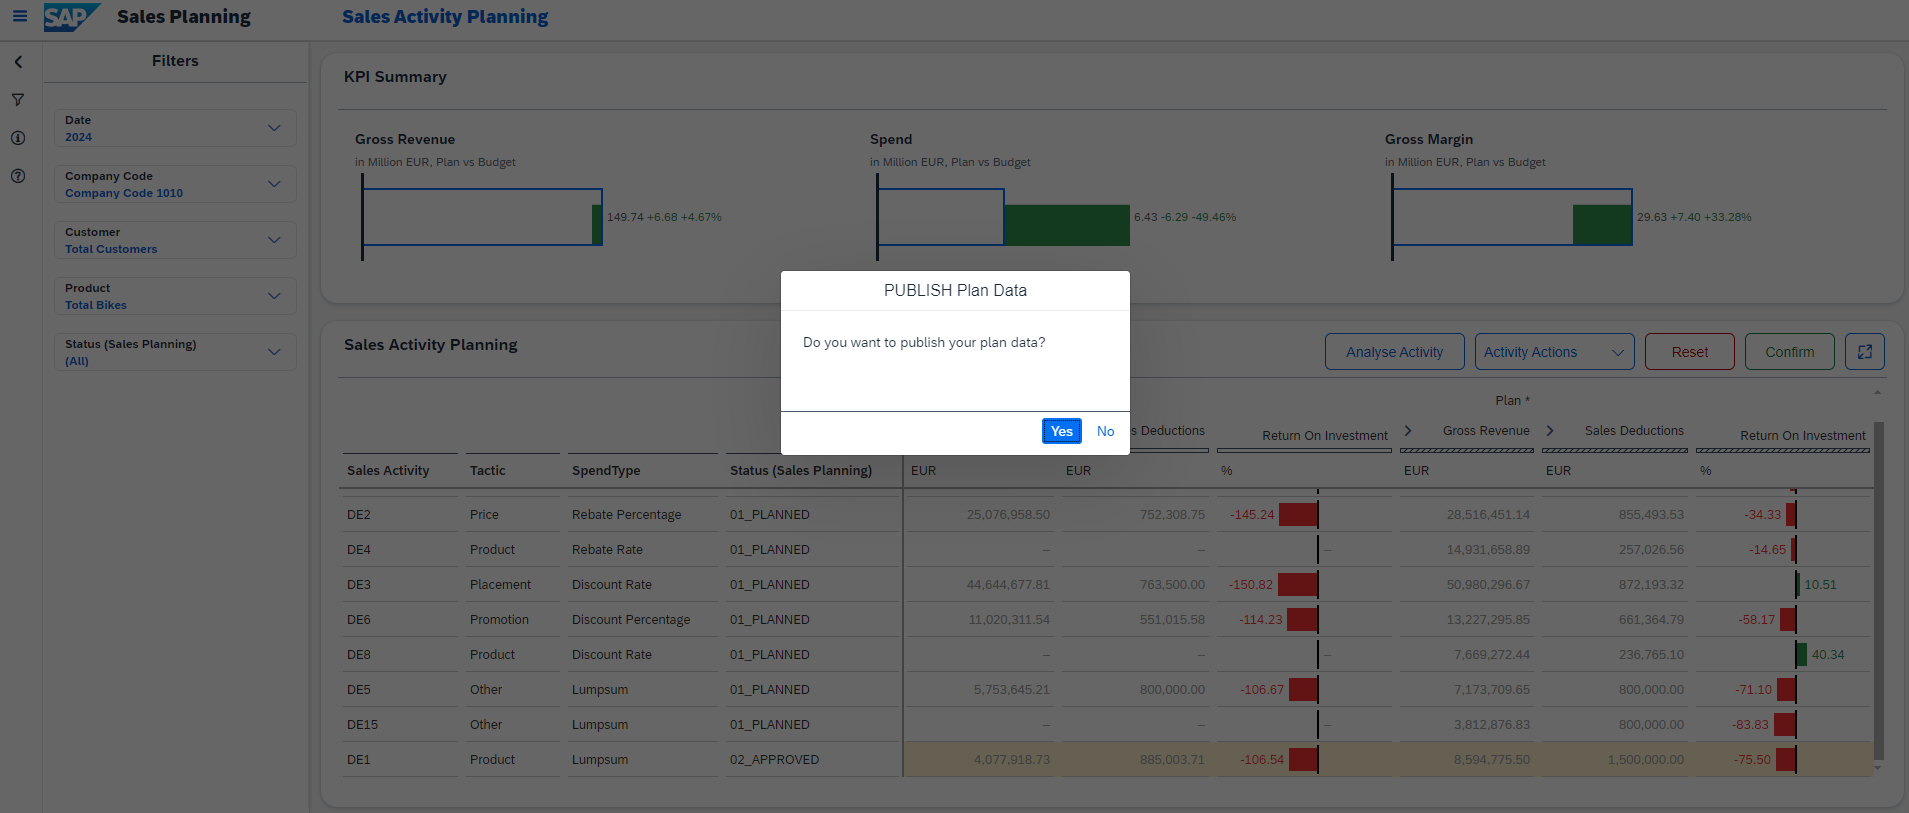 SAP Sales Planning Sales Activity Planning
Filters
Date
2024
Company Code
Company Code 1010
Customer
Total Customers
Product
Total Bikes
Status (Sales Planning)
(All)
KPI Summary
Gross Revenue
in Million EUR, Plan vs Budget
149.74 +6.68 +4.67%
Spend
in Million EUR, Plan vs Budget
6.43 -6.29 -49.46%
Gross Margin
in Million EUR, Plan vs Budget
29.63 +7.40 +33.28%
PUBLISH Plan Data
Do you want to publish your plan data?
Yes No
Sales Activity Planning
Analyse Activity Activity Actions Reset Confirm
Plan *
s Deductions Return On Investment Gross Revenue Sales Deductions Return On Investment
Sales Activity Tactic SpendType Status (Sales Planning) EUR EUR % EUR EUR %
DE2 Price Rebate Percentage 01_PLANNED 25,076,958.50 752,308.75 -145.24 28,516,451.14 855,493.53 -34.33
DE4 Product Rebate Rate 01_PLANNED – – – 14,931,658.89 257,026.56 -14.65
DE3 Placement Discount Rate 01_PLANNED 44,644,677.81 763,500.00 -150.82 50,980,296.67 872,193.32 10.51
DE6 Promotion Discount Percentage 01_PLANNED 11,020,311.54 551,015.58 -114.23 13,227,295.85 661,364.79 -58.17
DE8 Product Discount Rate 01_PLANNED – – – 7,669,272.44 236,765.10 40.34
DE5 Other Lumpsum 01_PLANNED 5,753,645.21 800,000.00 -106.67 7,173,709.65 800,000.00 -71.10
DE15 Other Lumpsum 01_PLANNED – – – 3,812,876.83 800,000.00 -83.83
DE1 Product Lumpsum 02_APPROVED 4,077,918.73 885,003.71 -106.54 8,594,775.50 1,500,000.00 -75.50